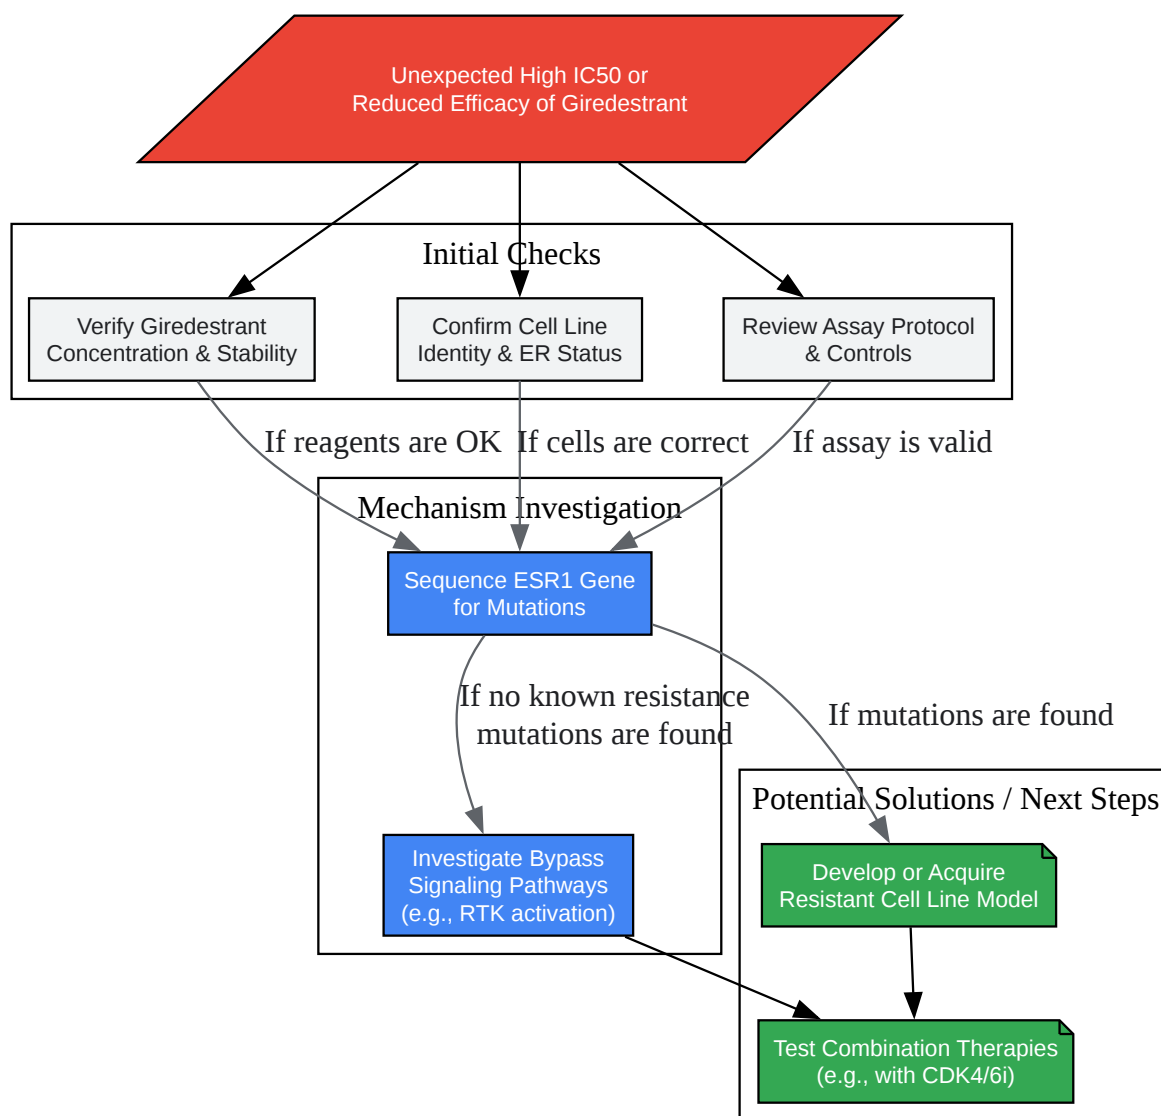 Unexpected High IC50 or
Reduced Efficacy of Giredestrant
Initial Checks
Verify Giredestrant
Concentration & Stability
Confirm Cell Line
Identity & ER Status
Review Assay Protocol
& Controls
If reagents are OK
If cells are correct
If assay is valid
Mechanism Investigation
Sequence ESR1 Gene
for Mutations
If no known resistance
mutations are found
If mutations are found
Potential Solutions / Next Steps
Investigate Bypass
Signaling Pathways
(e.g., RTK activation)
Develop or Acquire
Resistant Cell Line Model
Test Combination Therapies
(e.g., with CDK4/6i)